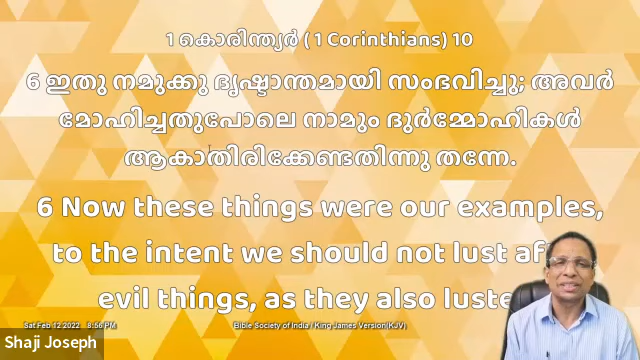 1 കൊരിന്ത്യർ ( 1 Corinthians) 10
6 ഇതു നമുക്കു ദൃഷ്ടാന്തമായി സംഭവിച്ചു; അവർ
മോഹിച്ചതുപോലെ നാമും ദുർമ്മോഹികൾ
ആകാതിരിക്കേണ്ടതിന്നു തന്നേ.
6 Now these things were our examples,
to the intent we should not lust
evil things, as they also
Sat Feb 12 2022 8:56 PM
Bible Society of India / King James Version(KJV)
Shaji Joseph